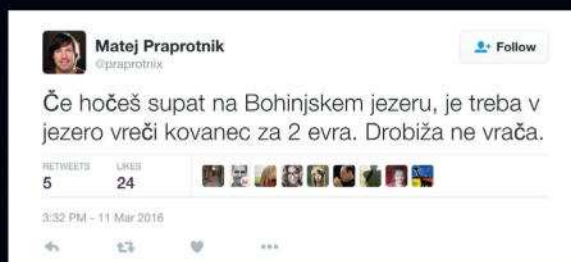 Matej Praprotnik
@praprotnix
Follow
Če hočeš supat na Bohinjskem jezeru, je treba v
jezero vreči kovanec za 2 evra. Drobiža ne vrača.
RETWEETS LIKES
5 24
3:32 PM - 11 Mar 2016